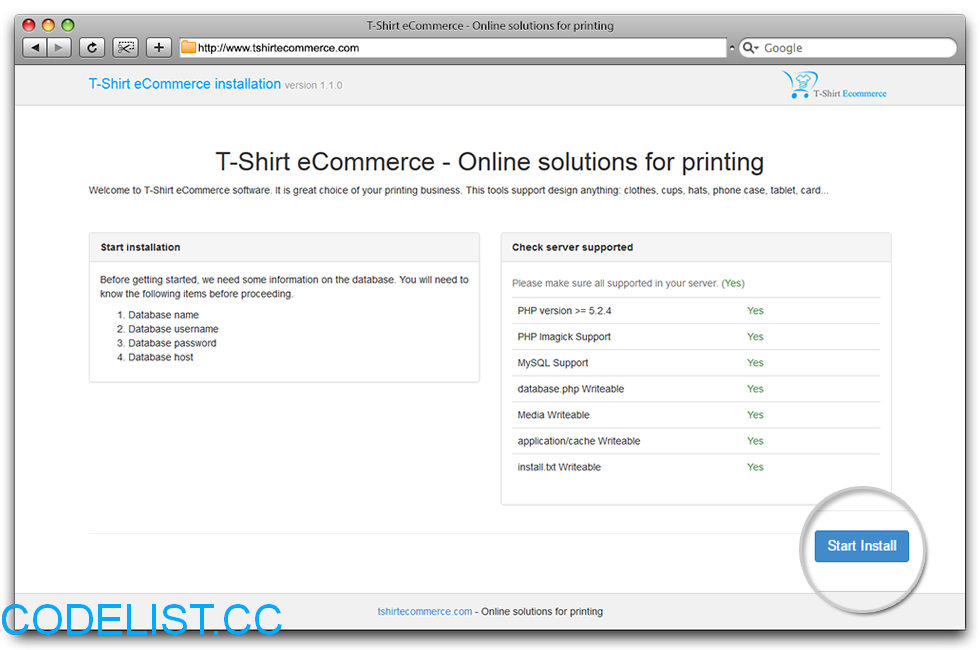 T-Shirt eCommerce - Online solutions for printing
http://www.tshirtecommerce.com
Google
T-Shirt eCommerce installation version 1.1.0
T-Shirt Ecommerce
T-Shirt eCommerce - Online solutions for printing
Welcome to T-Shirt eCommerce software. It is great choice of your printing business. This tools support design anything: clothes, cups, hats, phone case, tablet, card...
Start installation
Before getting started, we need some information on the database. You will need to
know the following items before proceeding.
1. Database name
2. Database username
3. Database password
4. Database host
Check server supported
Please make sure all supported in your server. (Yes)
PHP version >= 5.2.4 Yes
PHP Imagick Support Yes
MySQL Support Yes
database.php Writeable Yes
Media Writeable Yes
application/cache Writeable Yes
install.txt Writeable Yes
Start Install
tshirtecommerce.com - Online solutions for printing
CODELIST.CC